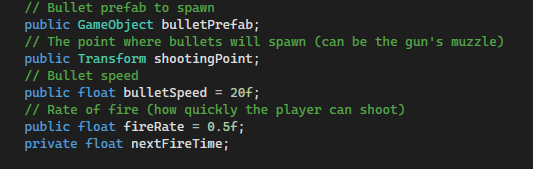 // Bullet prefab to spawn
public GameObject bulletPrefab;
// The point where bullets will spawn (can be the gun's muzzle)
public Transform shootingPoint;
// Bullet speed
public float bulletSpeed = 20f;
// Rate of fire (how quickly the player can shoot)
public float fireRate = 0.5f;
private float nextFireTime;